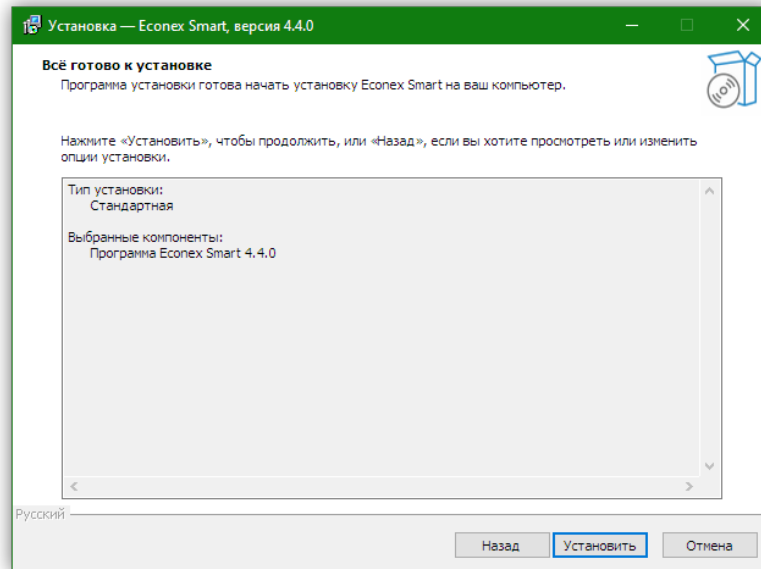 Установка — Econex Smart, версия 4.4.0
Всё готово к установке
Программа установки готова начать установку Econex Smart на ваш компьютер.
Нажмите «Установить», чтобы продолжить, или «Назад», если вы хотите просмотреть или изменить
опции установки.
Тип установки:
Стандартная
Выбранные компоненты:
Программа Econex Smart 4.4.0
Русский
Назад
Установить
Отмена